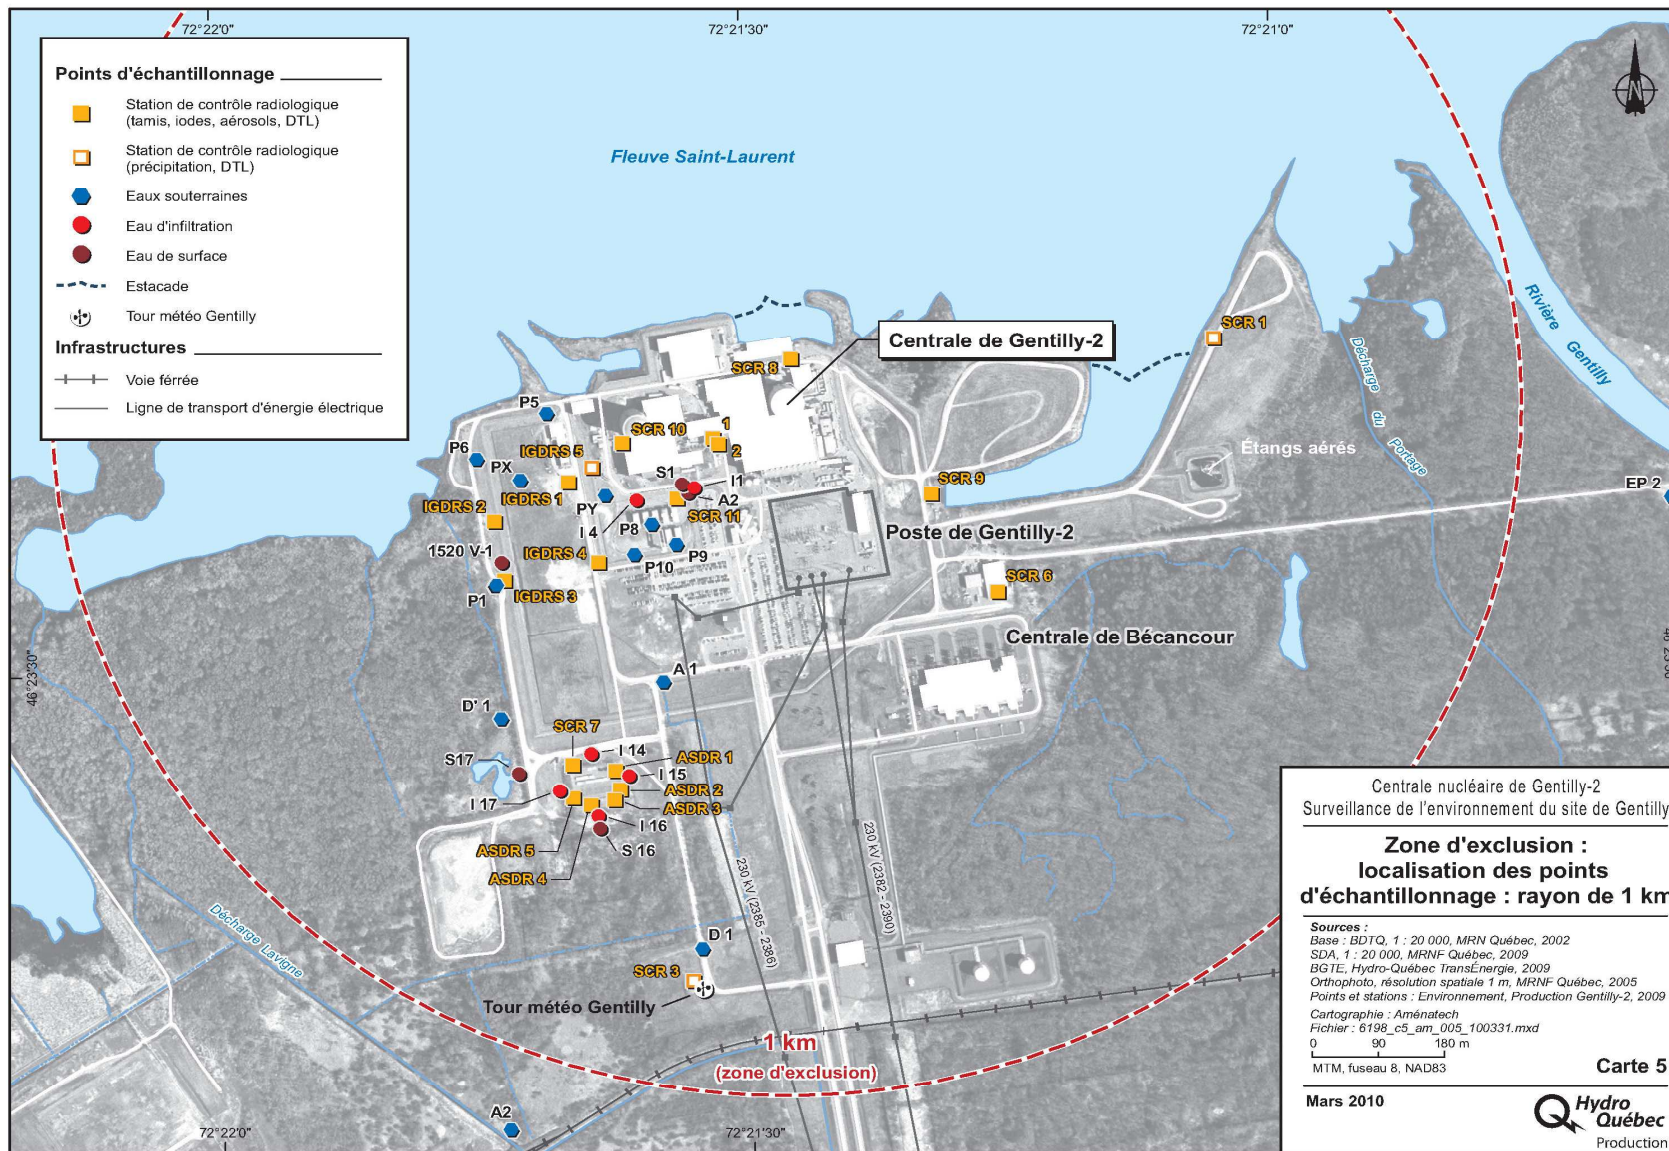 72°22'0"
72°21'30"
72°21'0"
Points d'échantillonnage
Station de contrôle radiologique
(tamis, iodes, aérosols, DTL)
Station de contrôle radiologique
(précipitation, DTL)
Eaux souterraines
Eau d'infiltration
Eau de surface
Estacade
Tour météo Gentilly
Infrastructures
Voie férrée
Ligne de transport d'énergie électrique
N
Fleuve Saint-Laurent
Rivière Gentilly
Décharge du Portage
Centrale de Gentilly-2
SCR 1
SCR 8
P5
SCR 10
1
2
P6
IGDRS 5
PX
S1
I1
Étangs aérés
IGDRS 1
A2
SCR 9
EP 2
IGDRS 2
PY
SCR 11
I 4
P8
Poste de Gentilly-2
1520 V-1
IGDRS 4
P9
P10
SCR 6
P1
IGDRS 3
Centrale de Bécancour
46°23'30"
A 1
D' 1
SCR 7
I 14
ASDR 1
S17
I 15
ASDR 2
I 17
ASDR 3
I 16
ASDR 5
S 16
ASDR 4
230 kV (2385 - 2386)
230 kV (2382 - 2390)
Décharge Lavigne
D 1
SCR 3
Tour météo Gentilly
1 km
(zone d'exclusion)
A2
72°22'0"
72°21'30"
Centrale nucléaire de Gentilly-2
Surveillance de l'environnement du site de Gentilly
Zone d'exclusion :
localisation des points
d'échantillonnage : rayon de 1 km
Sources :
Base : BDTQ, 1 : 20 000, MRN Québec, 2002
SDA, 1 : 20 000, MRNF Québec, 2009
BGTE, Hydro-Québec TransÉnergie, 2009
Orthophoto, résolution spatiale 1 m, MRNF Québec, 2005
Points et stations : Environnement, Production Gentilly-2, 2009
Cartographie : Aménatech
Fichier : 6198_c5_am_005_100331.mxd
0 90 180 m
MTM, fuseau 8, NAD83
Carte 5
Mars 2010
Hydro
Québec
Production